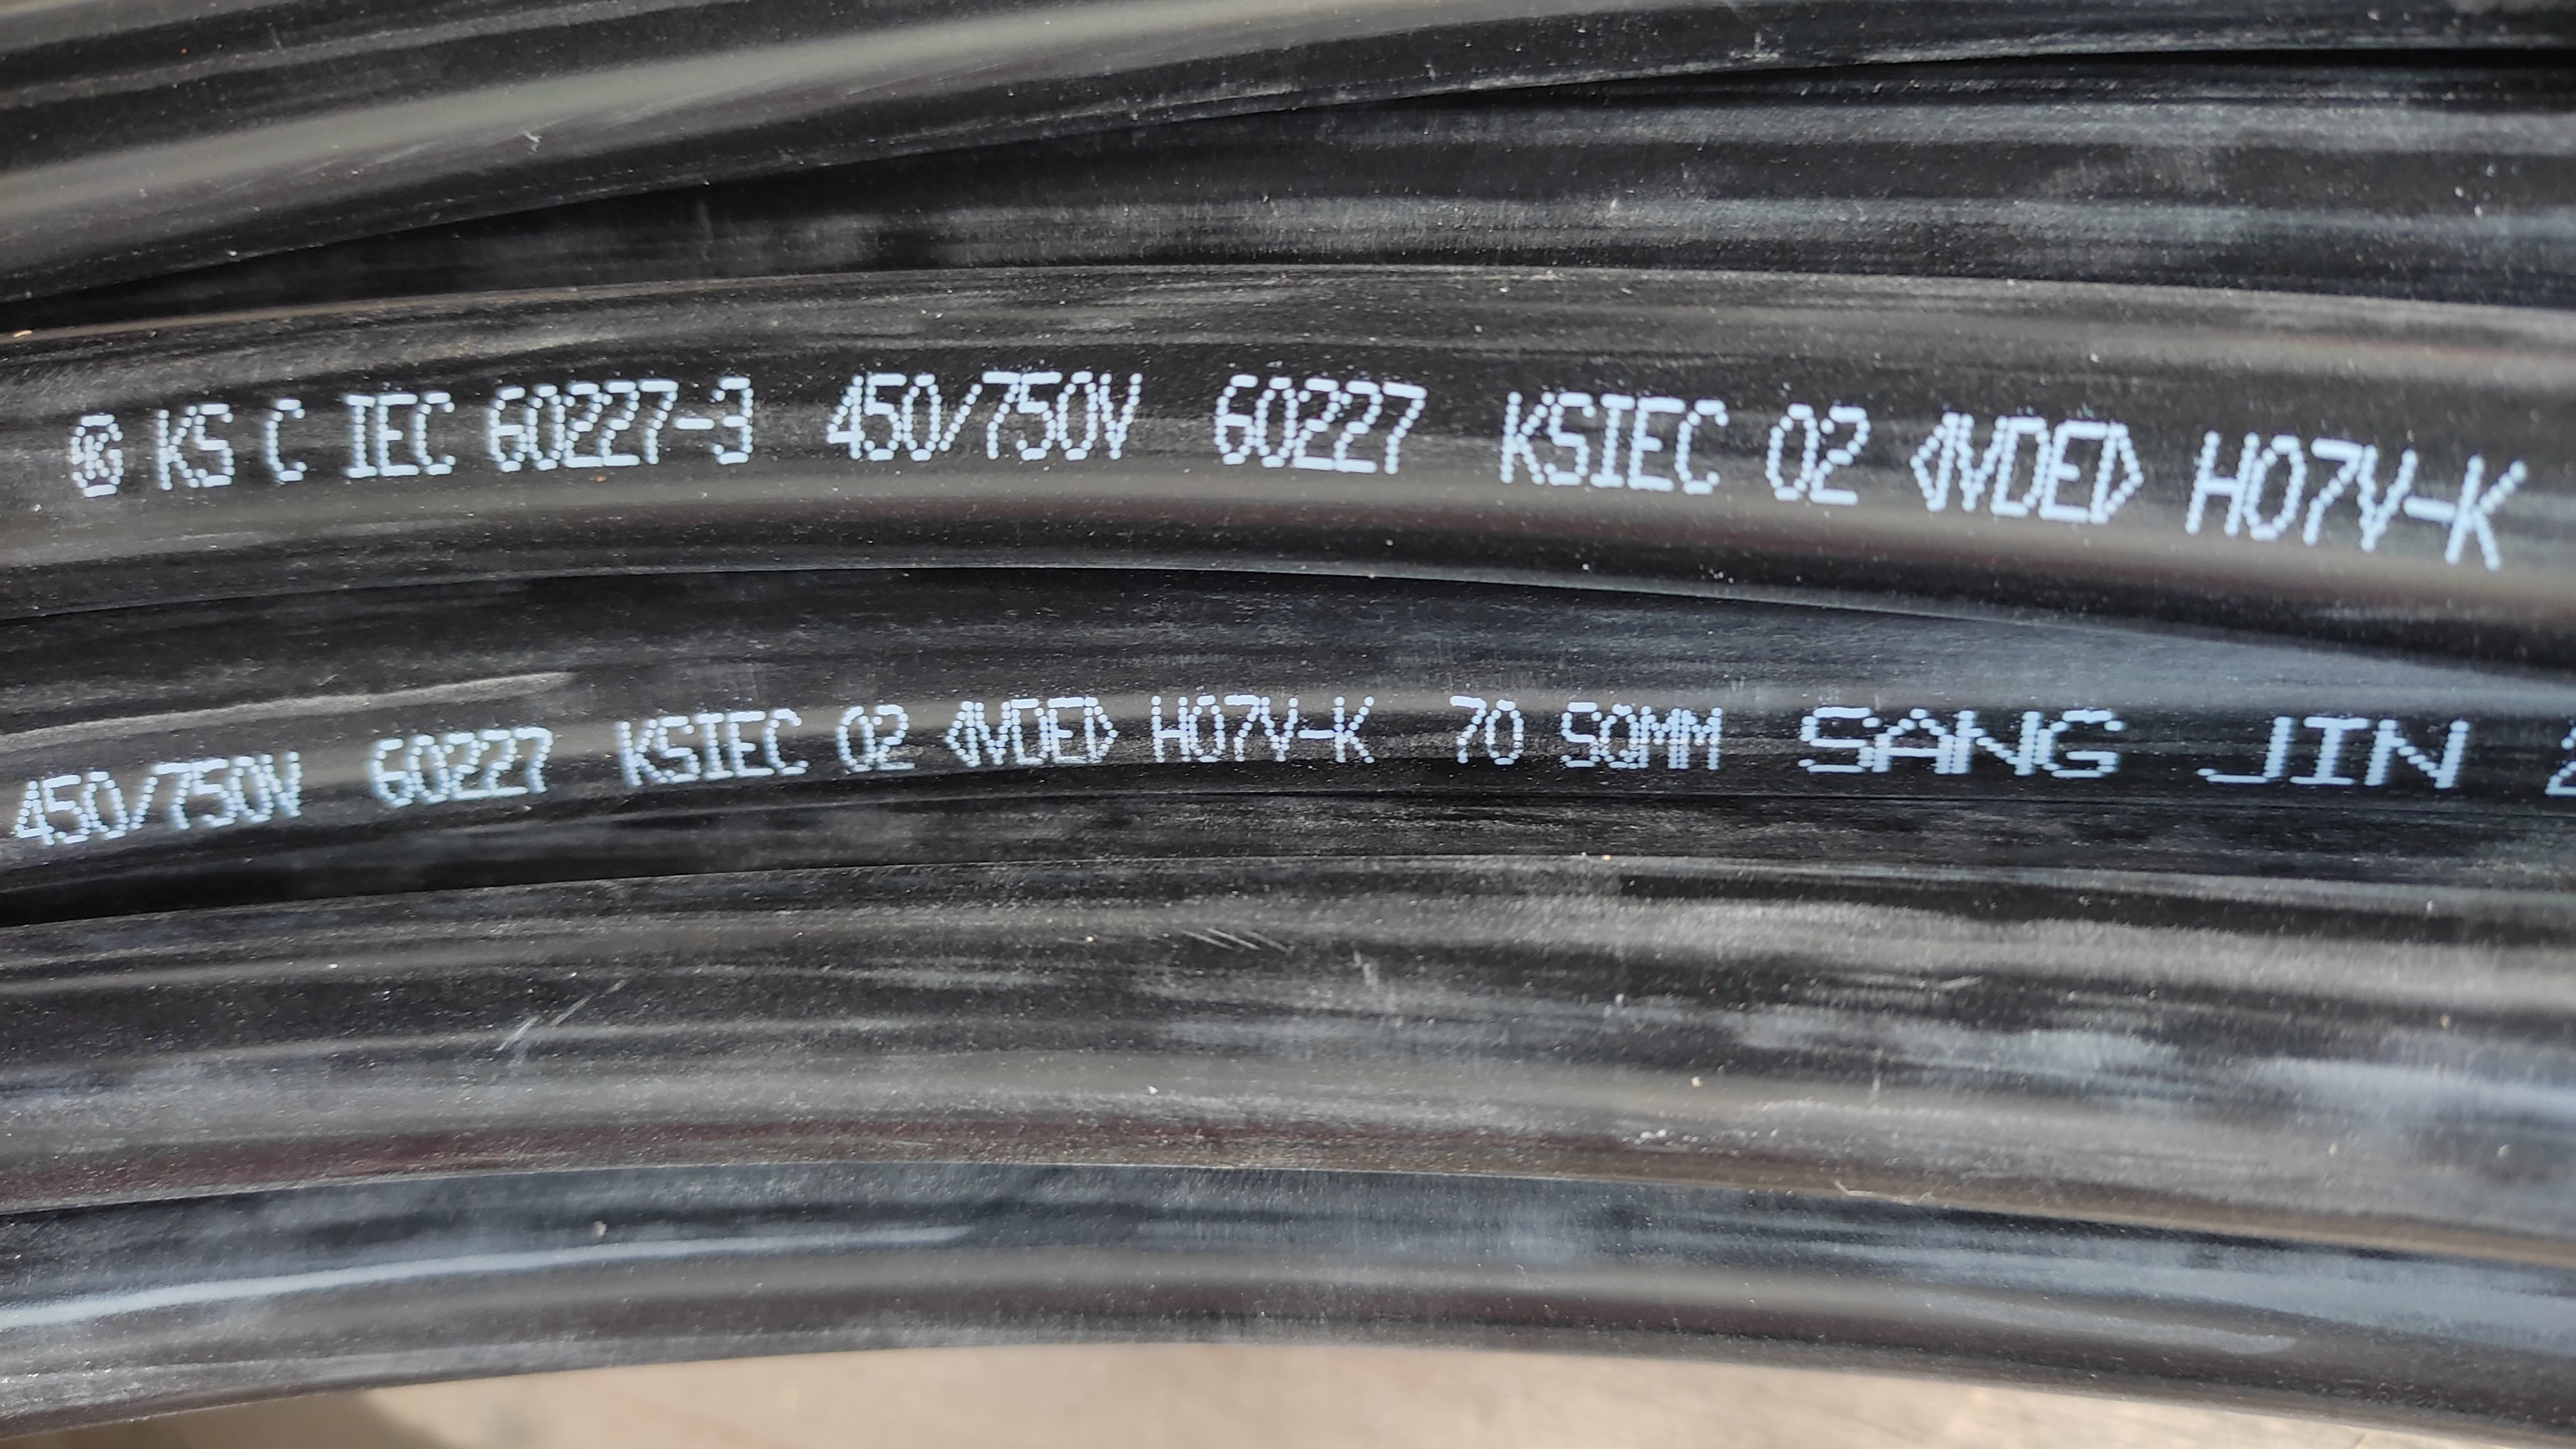 KS C IEC 60227-3 450/750V 60227 KSIEC 02 <VDE> H07V-K
450/750V 60227 KSIEC 02 <VDE> H07V-K 70 SQMM SANG JIN